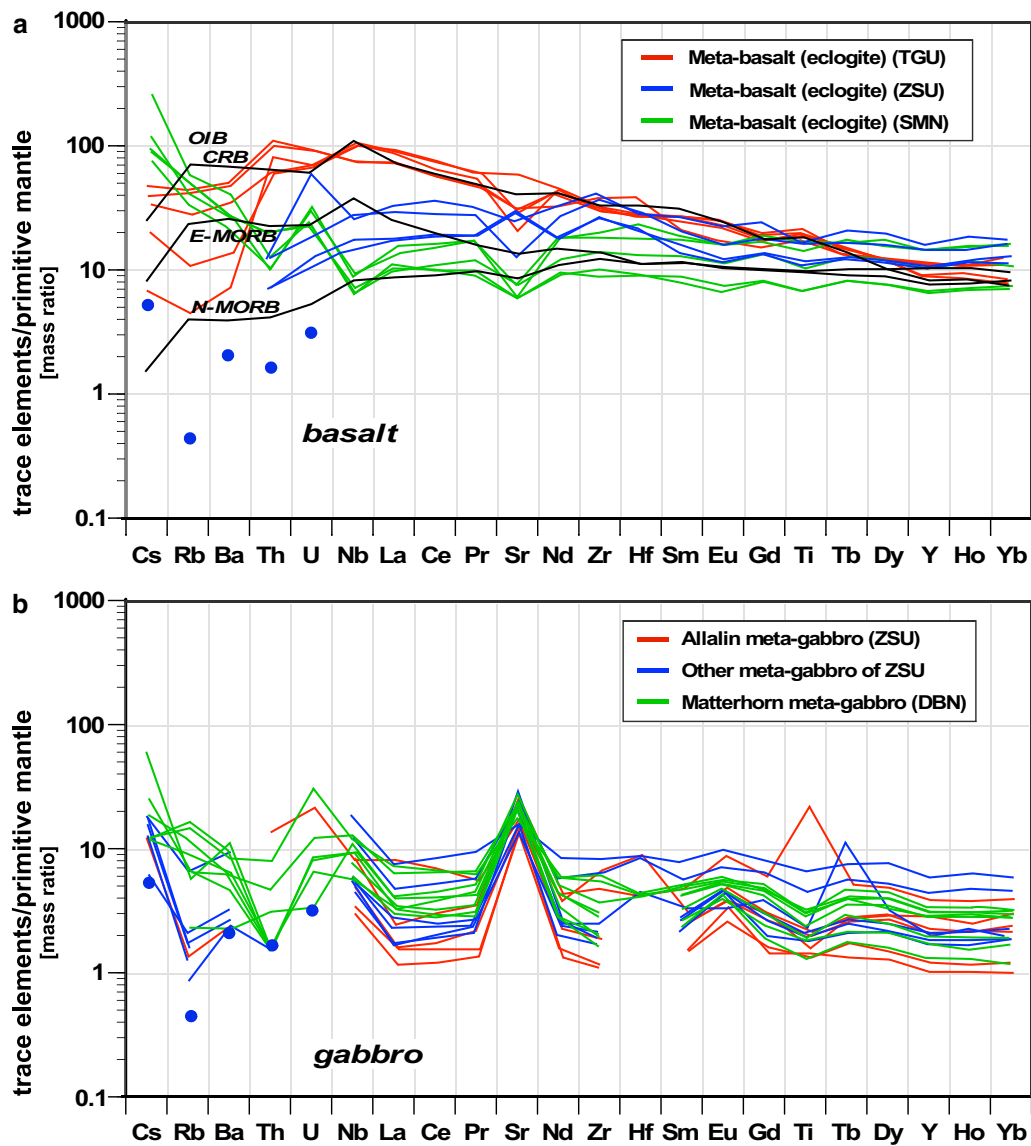 a
1000
100
10
1
0.1
trace elements/primitive mantle
[mass ratio]
Meta-basalt (eclogite) (TGU)
Meta-basalt (eclogite) (ZSU)
Meta-basalt (eclogite) (SMN)
OIB
CRB
E-MORB
N-MORB
basalt
Cs Rb Ba Th U Nb La Ce Pr Sr Nd Zr Hf Sm Eu Gd Ti Tb Dy Y Ho Yb
b
1000
100
10
1
0.1
trace elements/primitive mantle
[mass ratio]
Allalin meta-gabbro (ZSU)
Other meta-gabbro of ZSU
Matterhorn meta-gabbro (DBN)
gabbro
Cs Rb Ba Th U Nb La Ce Pr Sr Nd Zr Hf Sm Eu Gd Ti Tb Dy Y Ho Yb